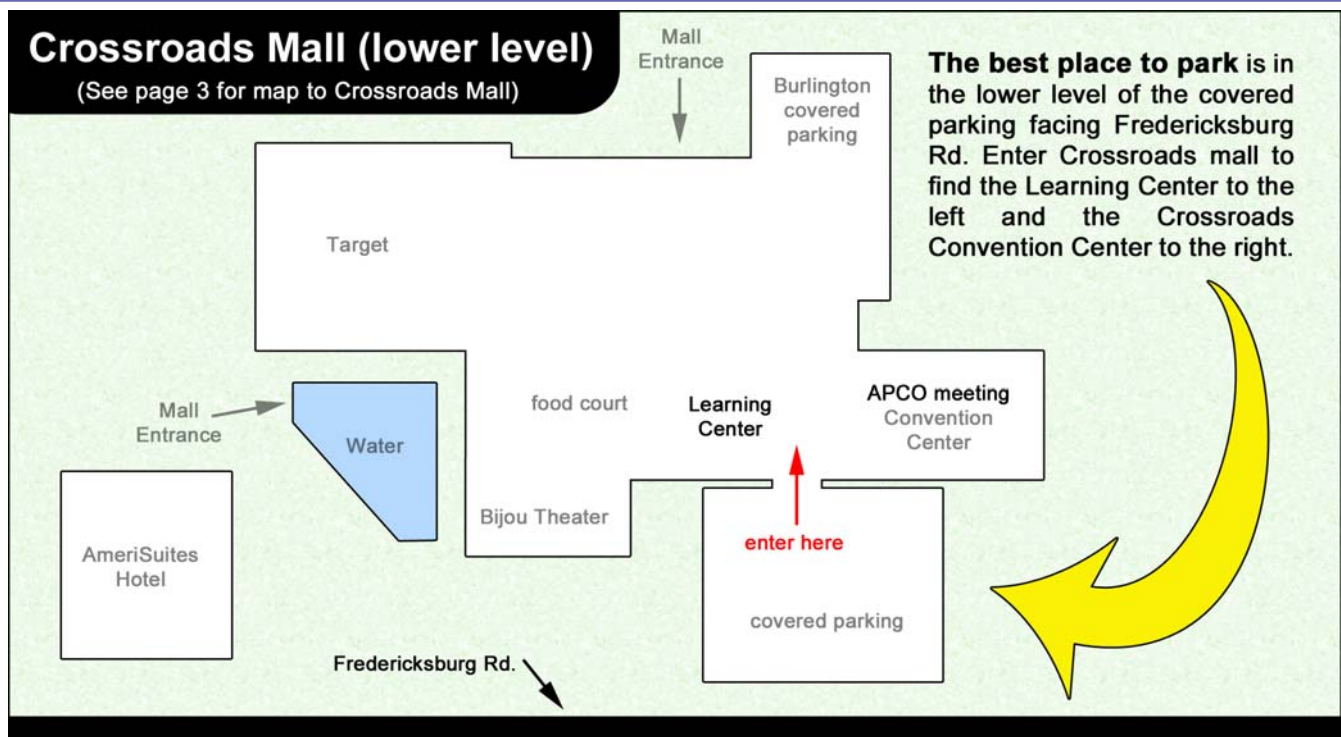 Crossroads Mall (lower level)
(See page 3 for map to Crossroads Mall)
Mall
Entrance
Burlington
covered
parking
The best place to park is in
the lower level of the covered
parking facing Fredericksburg
Rd. Enter Crossroads mall to
find the Learning Center to the
left and the Crossroads
Convention Center to the right.
Target
Mall
Entrance
Water
food court
Learning
Center
APCO meeting
Convention
Center
Bijou Theater
enter here
AmeriSuites
Hotel
covered parking
Fredericksburg Rd.